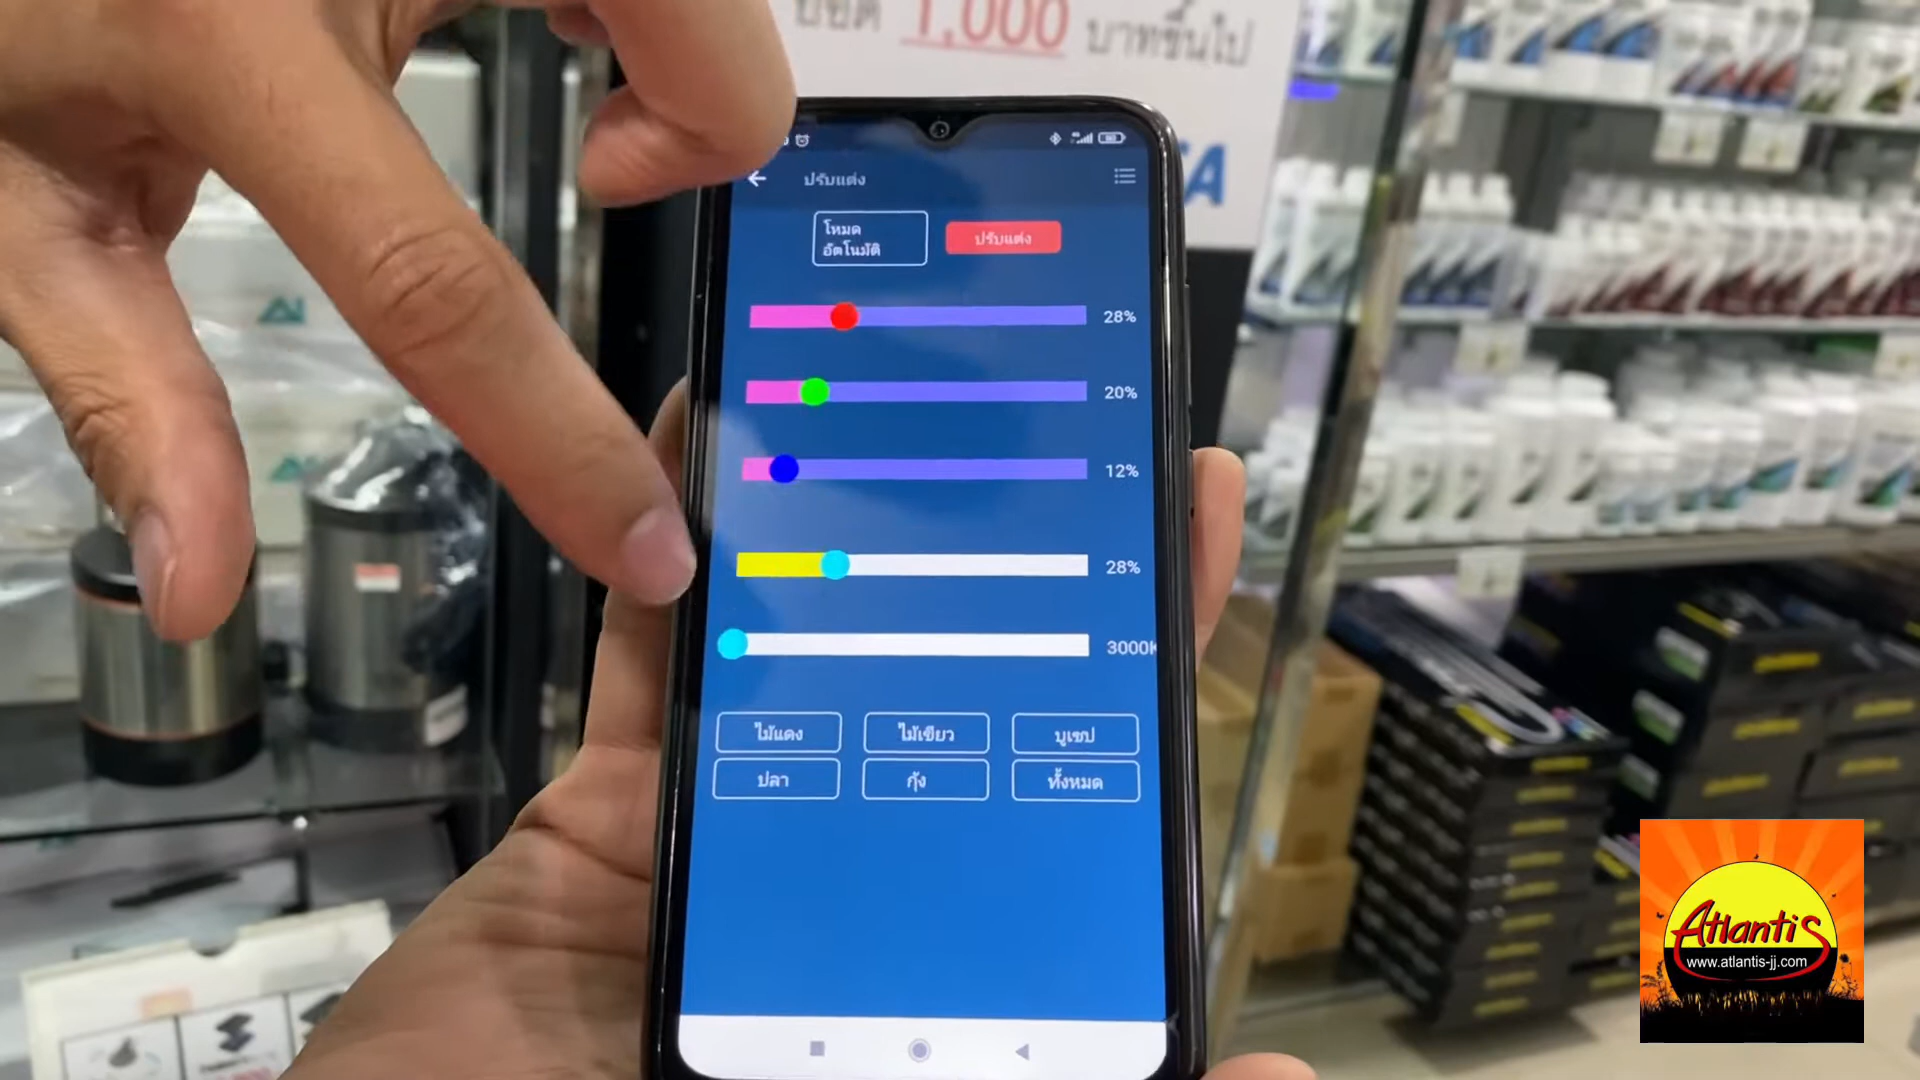 1,000
บาทขึ้นไป
ปรับแต่ง
โหมด
อัตโนมัติ
ปรับแต่ง
28%
20%
12%
28%
3000K
ไม้แดง
ไม้เขียว
บูเซป
ปลา
กุ้ง
ทั้งหมด
Atlantis
www.atlantis-jj.com